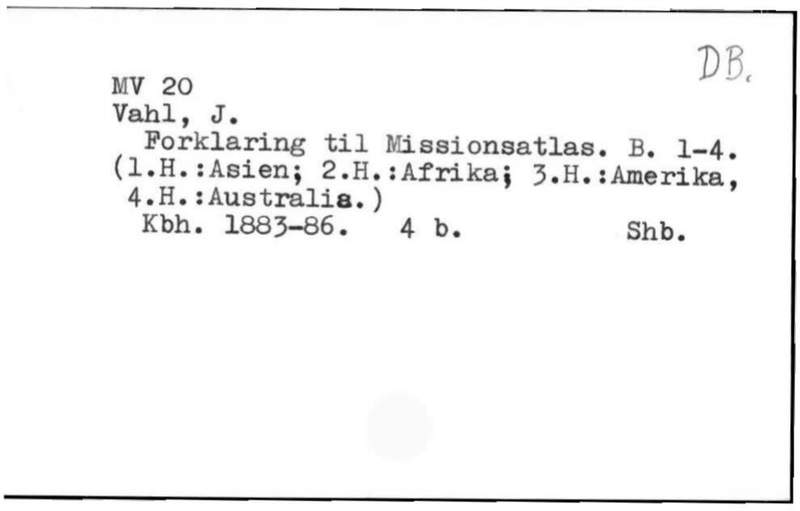 DB.
MV 20
Vahl, J.
Forklaring til Missionsatlas. B. 1-4.
(1.H.:Asien; 2.H.:Afrika; 3.H.:Amerika,
4.H.:Australia.)
Kbh. 1883-86. 4 b. Shb.